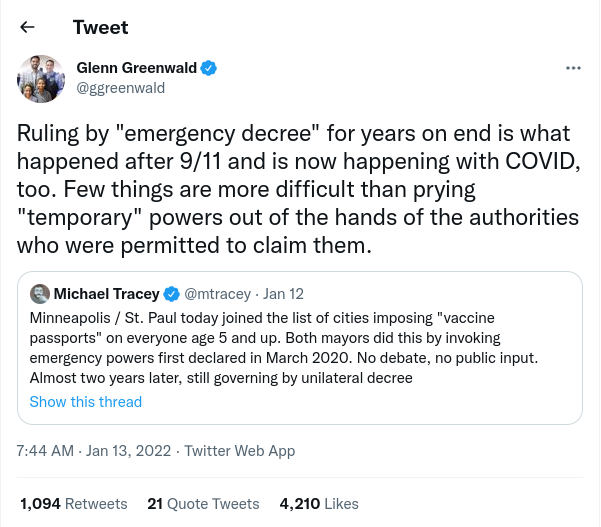 Tweet
Glenn Greenwald
@ggreenwald
Ruling by "emergency decree" for years on end is what
happened after 9/11 and is now happening with COVID,
too. Few things are more difficult than prying
"temporary" powers out of the hands of the authorities
who were permitted to claim them.
Michael Tracey @mtracey · Jan 12
Minneapolis / St. Paul today joined the list of cities imposing "vaccine
passports" on everyone age 5 and up. Both mayors did this by invoking
emergency powers first declared in March 2020. No debate, no public input.
Almost two years later, still governing by unilateral decree
Show this thread
7:44 AM · Jan 13, 2022 · Twitter Web App
1,094 Retweets 21 Quote Tweets 4,210 Likes